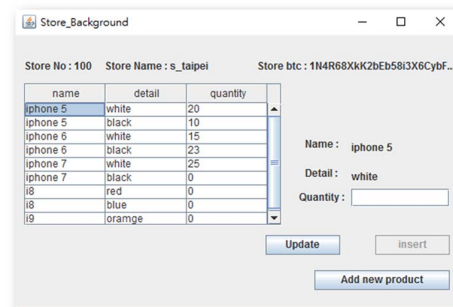 Store_Background
Store No : 100 Store Name : s_taipei Store btc : 1N4R68XkK2bEb58i3X6CybF...
name detail quantity
iphone 5 white 20
iphone 5 black 10
iphone 6 white 15
iphone 6 black 23
iphone 7 white 25
iphone 7 black 0
i8 red 0
i8 blue 0
i9 oramge 0
Name : iphone 5
Detail : white
Quantity :
Update insert
Add new product